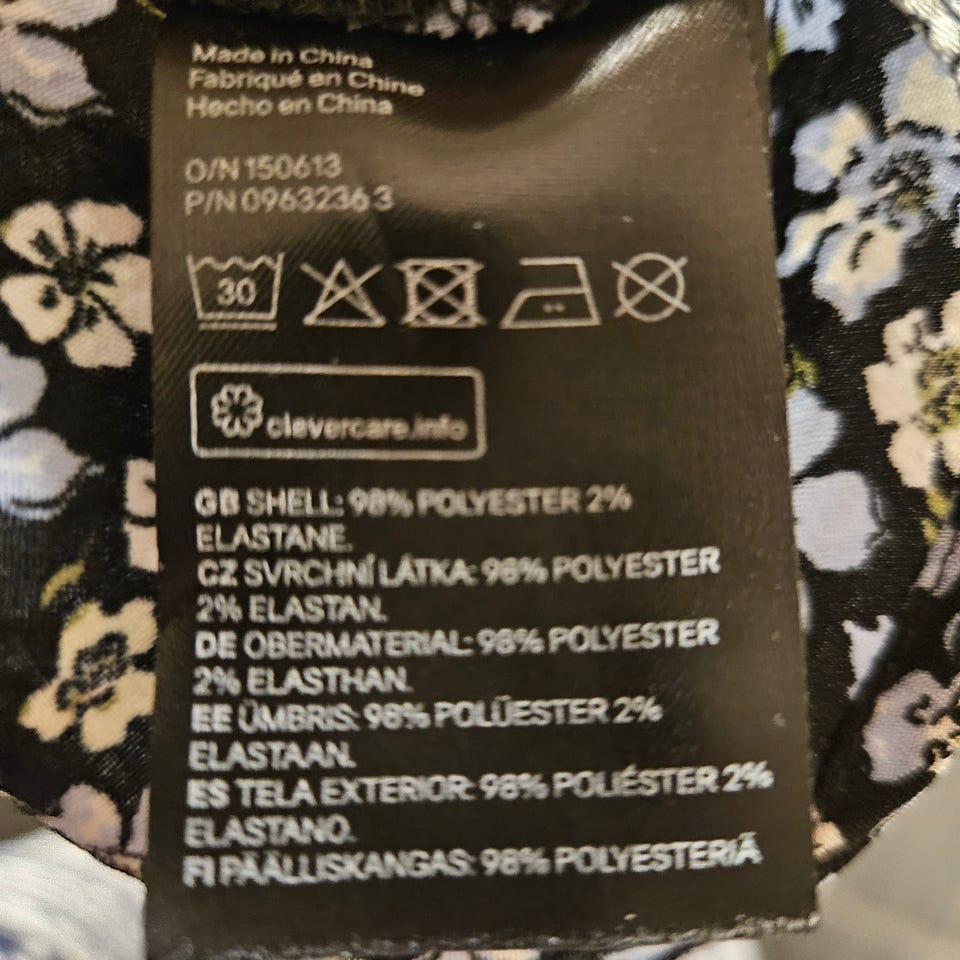 Made in China
Fabriqué en Chine
Hecho en China
O/N 150613
P/N 0963236 3
30
clevercare.info
GB SHELL: 98% POLYESTER 2%
ELASTANE.
CZ SVRCHNÍ LÁTKA: 98% POLYESTER
2% ELASTAN.
DE OBERMATERIAL: 98% POLYESTER
2% ELASTHAN.
EE ÜMBRIS: 98% POLÜESTER 2%
ELASTAAN.
ES TELA EXTERIOR: 98% POLIÉSTER 2%
ELASTANO.
FI PÄÄLLISKANGAS: 98% POLYESTERIÄ